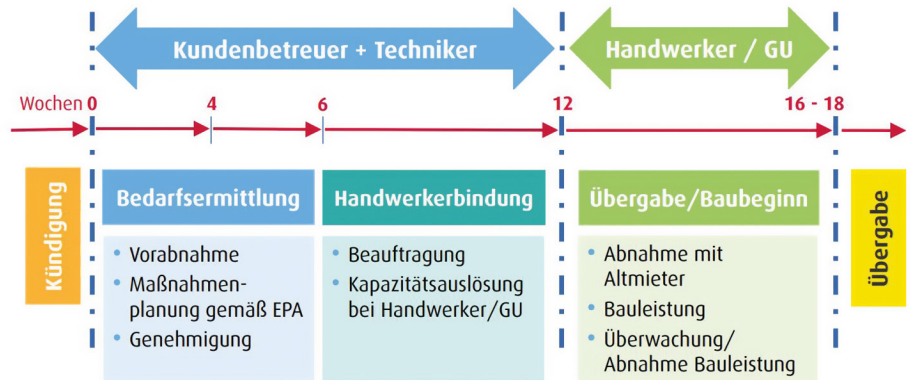 Kundenbetreuer + Techniker
Handwerker / GU
Wochen 0
4
6
12
16 - 18
Kündigung
Bedarfsermittlung
• Vorabnahme
• Maßnahmen-
planung gemäß EPA
• Genehmigung
Handwerkerbindung
• Beauftragung
• Kapazitätsauslösung
bei Handwerker/GU
Übergabe/Baubeginn
• Abnahme mit
Altmieter
• Bauleistung
• Überwachung/
Abnahme Bauleistung
Übergabe